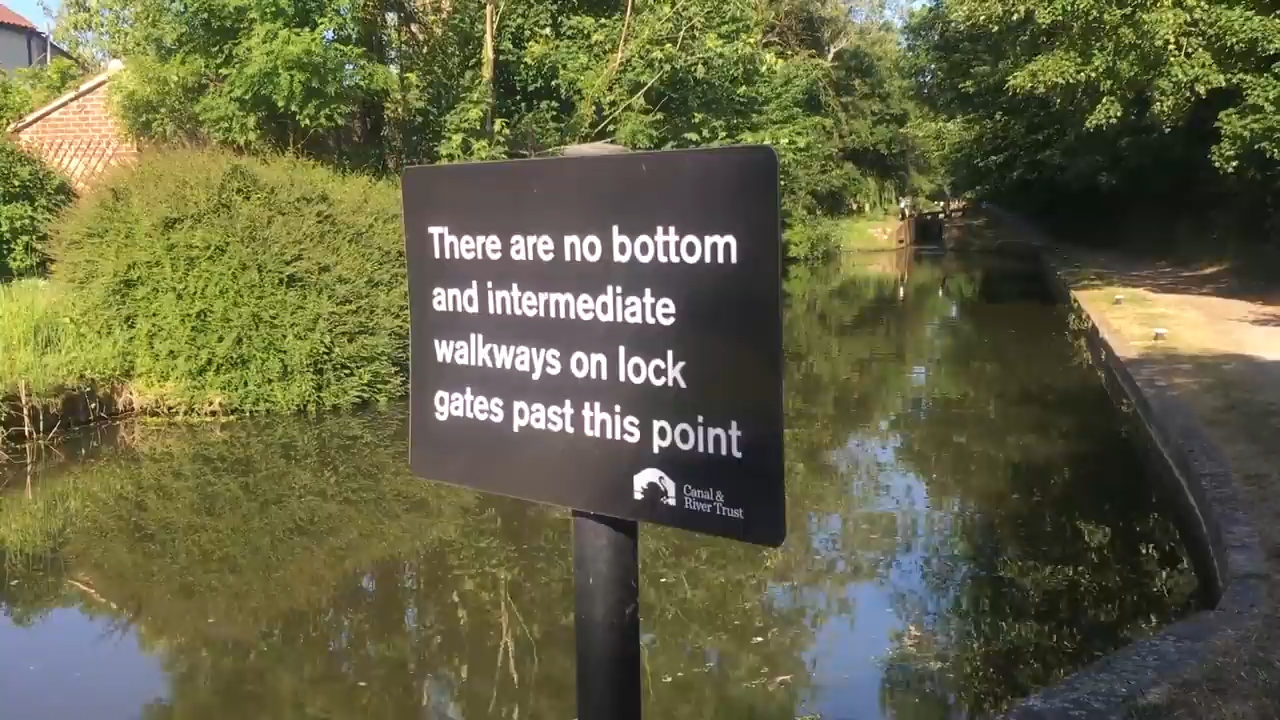 There are no bottom
and intermediate
walkways on lock
gates past this point
Canal &
River Trust